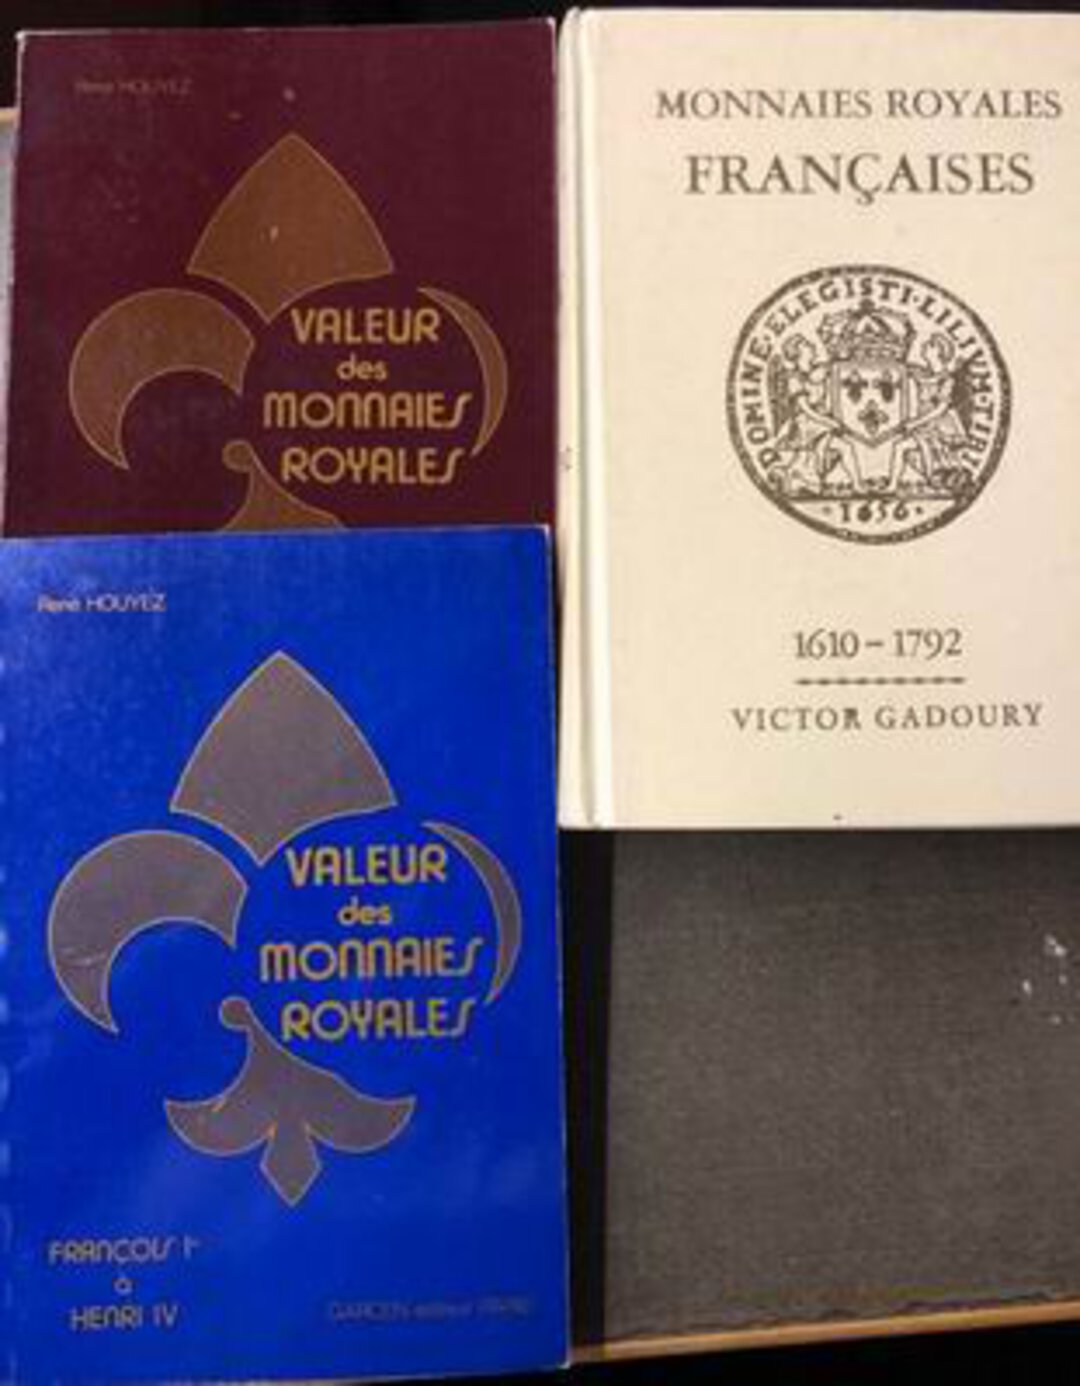 René HOUYEZ
VALEUR
des
MONNAIES
ROYALES
MONNAIES ROYALES
FRANÇAISES
DOMINE·ELEGISTI·LILIVM·TIBI
·1656·
1610-1792
VICTOR GADOURY
René HOUYEZ
VALEUR
des
MONNAIES
ROYALES
FRANÇOIS Ier
à
HENRI IV